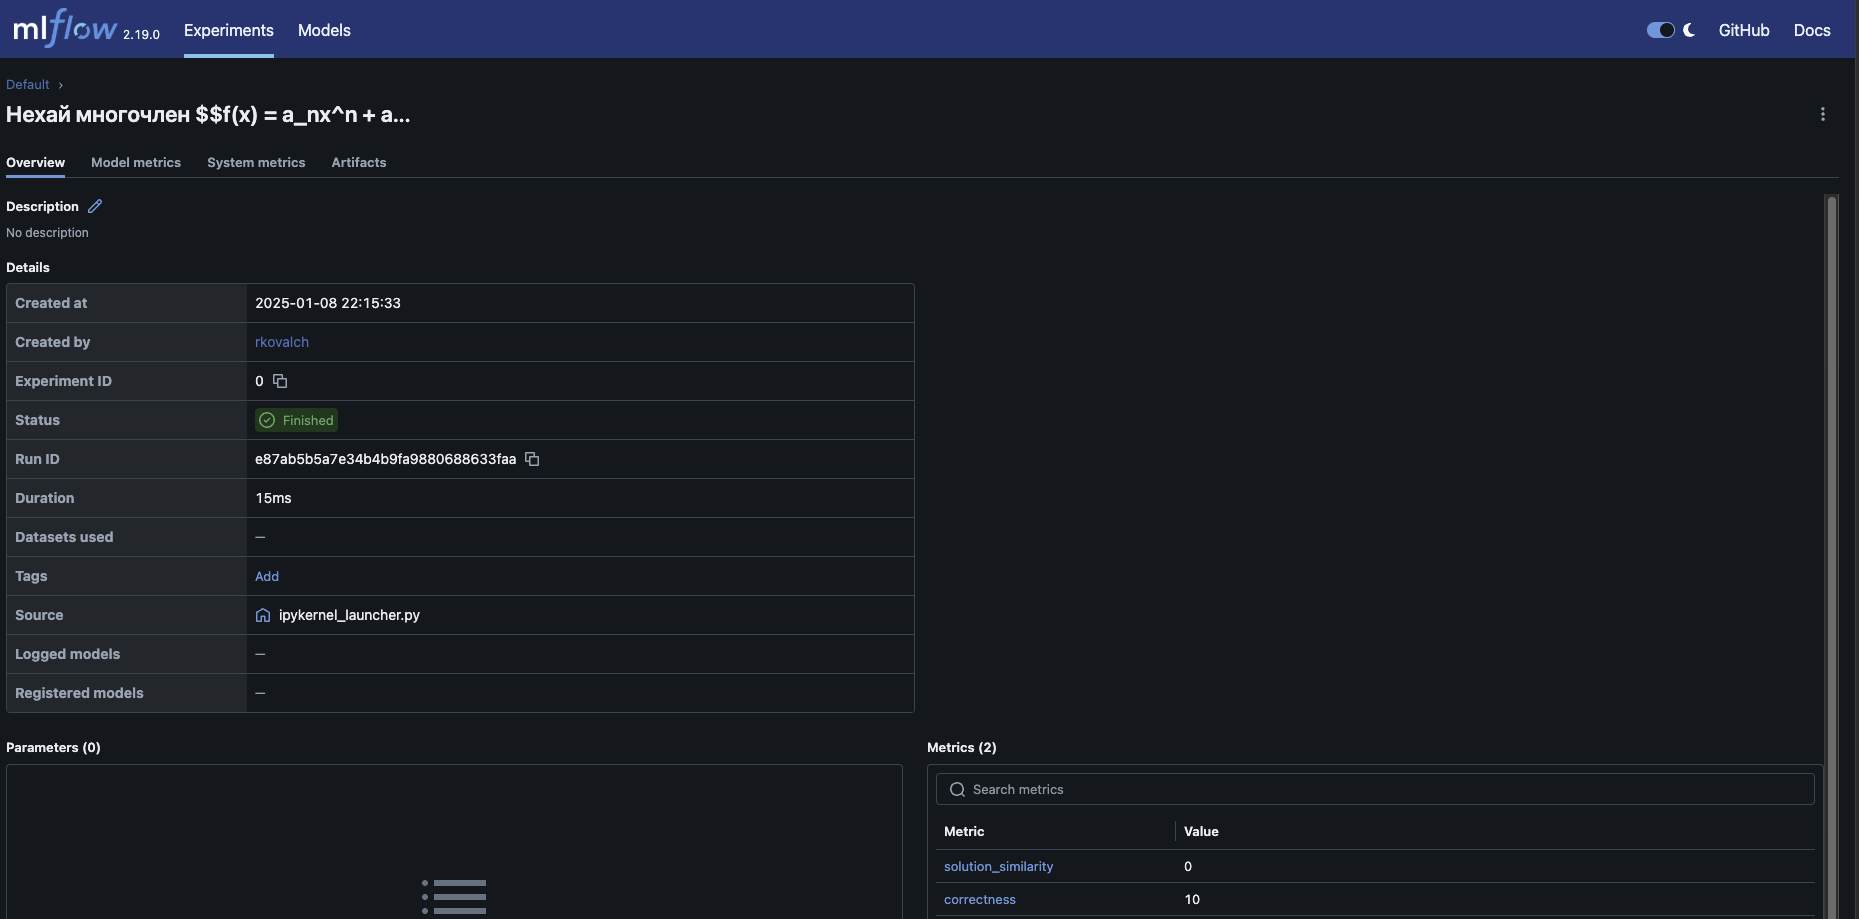 mlflow 2.19.0 Experiments Models GitHub Docs
Default ›
Нехай многочлен $$f(x) = a_nx^n + a...
Overview Model metrics System metrics Artifacts
Description
No description
Details
Created at 2025-01-08 22:15:33
Created by rkovalch
Experiment ID 0
Status Finished
Run ID e87ab5b5a7e34b4b9fa9880688633faa
Duration 15ms
Datasets used —
Tags Add
Source ipykernel_launcher.py
Logged models —
Registered models —
Parameters (0) Metrics (2)
Search metrics
Metric Value
solution_similarity 0
correctness 10